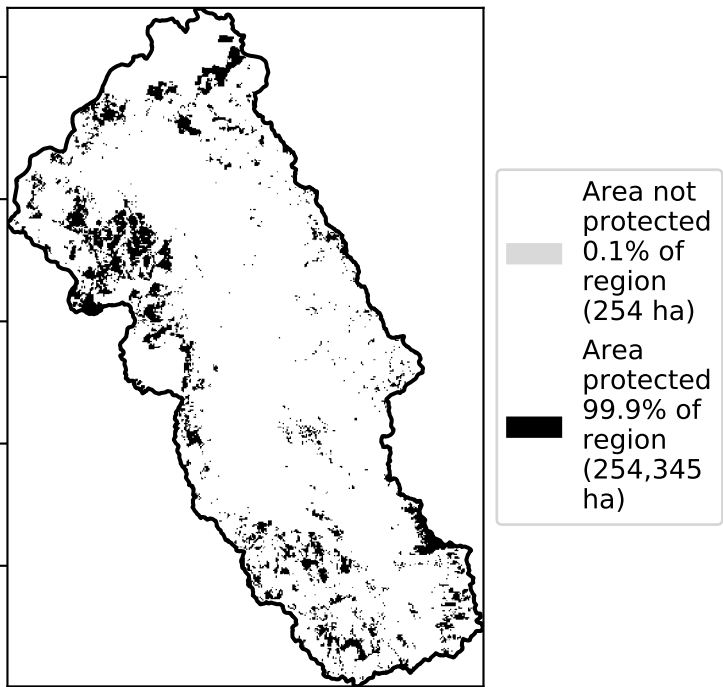 Area not
protected
0.1% of
region
(254 ha)
Area
protected
99.9% of
region
(254,345
ha)